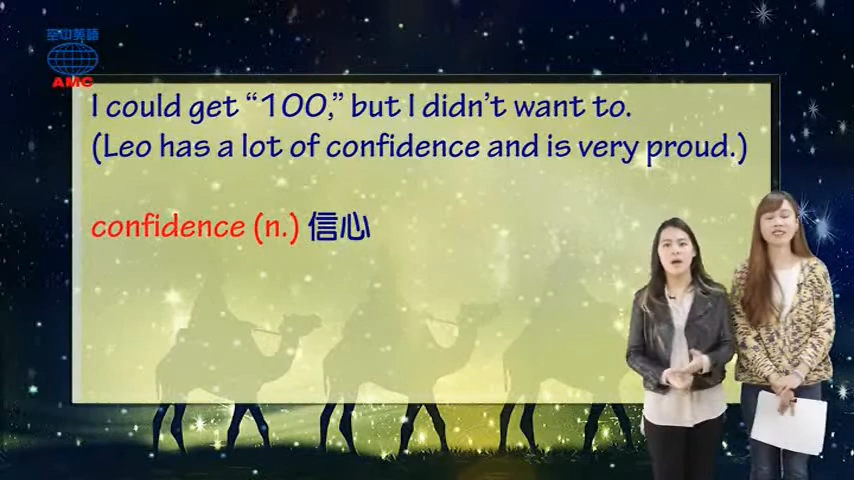 空中美語
AMC
I could get “100,” but I didn’t want to.
(Leo has a lot of confidence and is very proud.)
confidence (n.) 信心